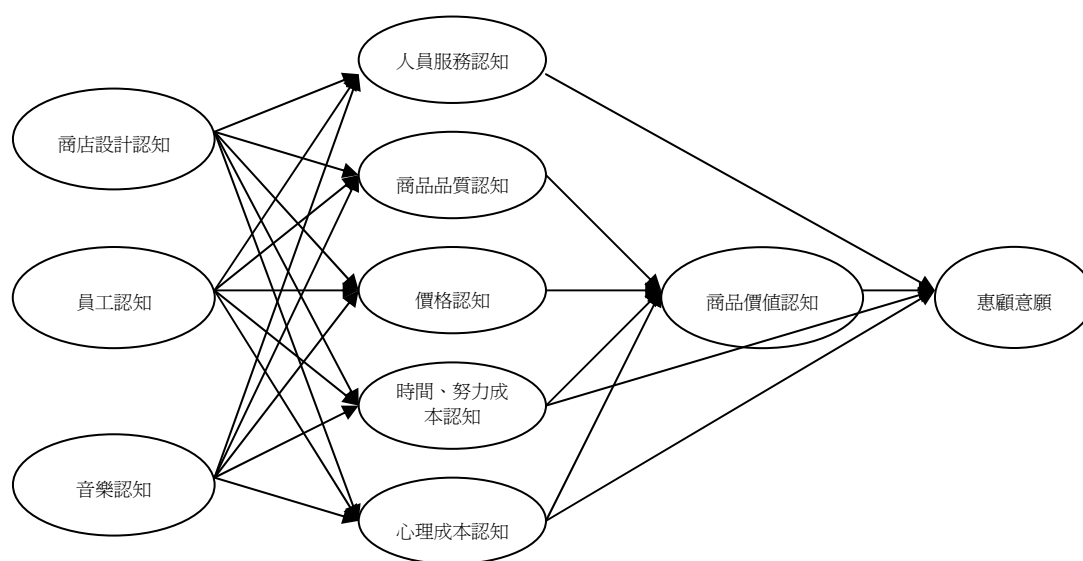 人員服務認知
商店設計認知
商品品質認知
員工認知
價格認知
商品價值認知
惠顧意願
時間、努力成
本認知
音樂認知
心理成本認知